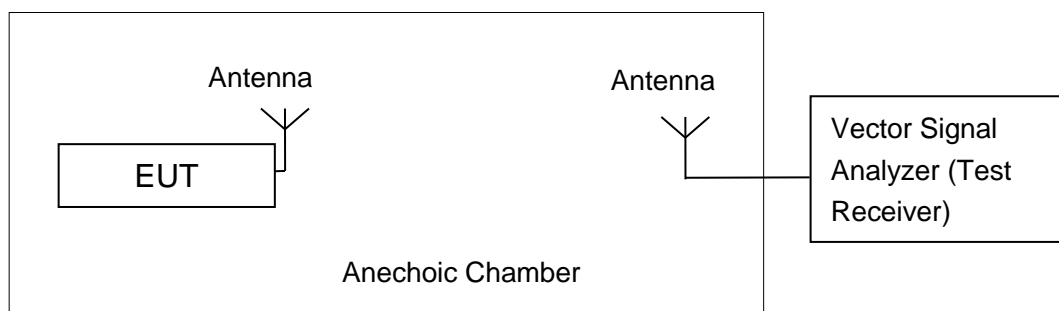 Antenna
Antenna
EUT
Vector Signal
Analyzer (Test
Receiver)
Anechoic Chamber